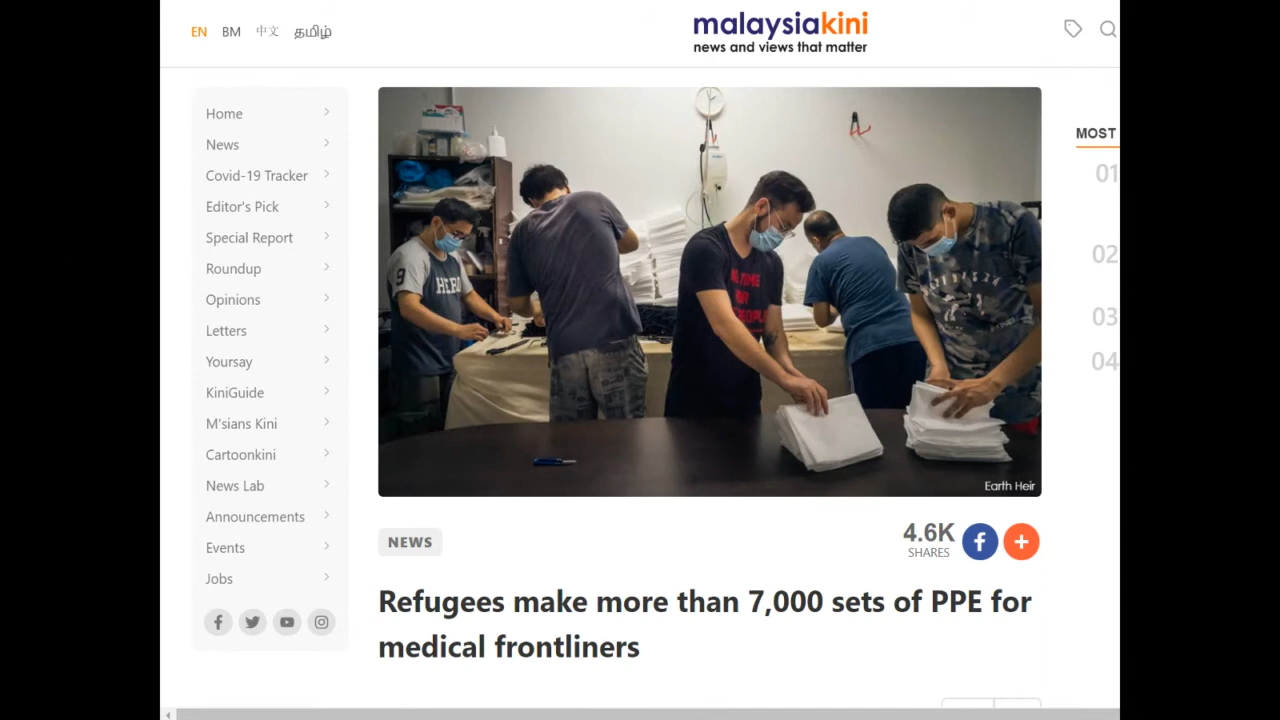 EN BM 中文 தமிழ்
malaysiakini
news and views that matter
Home
News
Covid-19 Tracker
Editor's Pick
Special Report
Roundup
Opinions
Letters
Yoursay
KiniGuide
M'sians Kini
Cartoonkini
News Lab
Announcements
Events
Jobs
9
HERO
Earth Heir
MOST
01
02
03
04
NEWS
4.6K
SHARES
Refugees make more than 7,000 sets of PPE for
medical frontliners